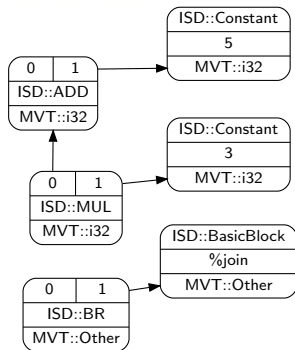 ISD::Constant
5
MVT::i32
0 1
ISD::ADD
MVT::i32
ISD::Constant
3
MVT::i32
0 1
ISD::MUL
MVT::i32
ISD::BasicBlock
%join
MVT::Other
0 1
ISD::BR
MVT::Other